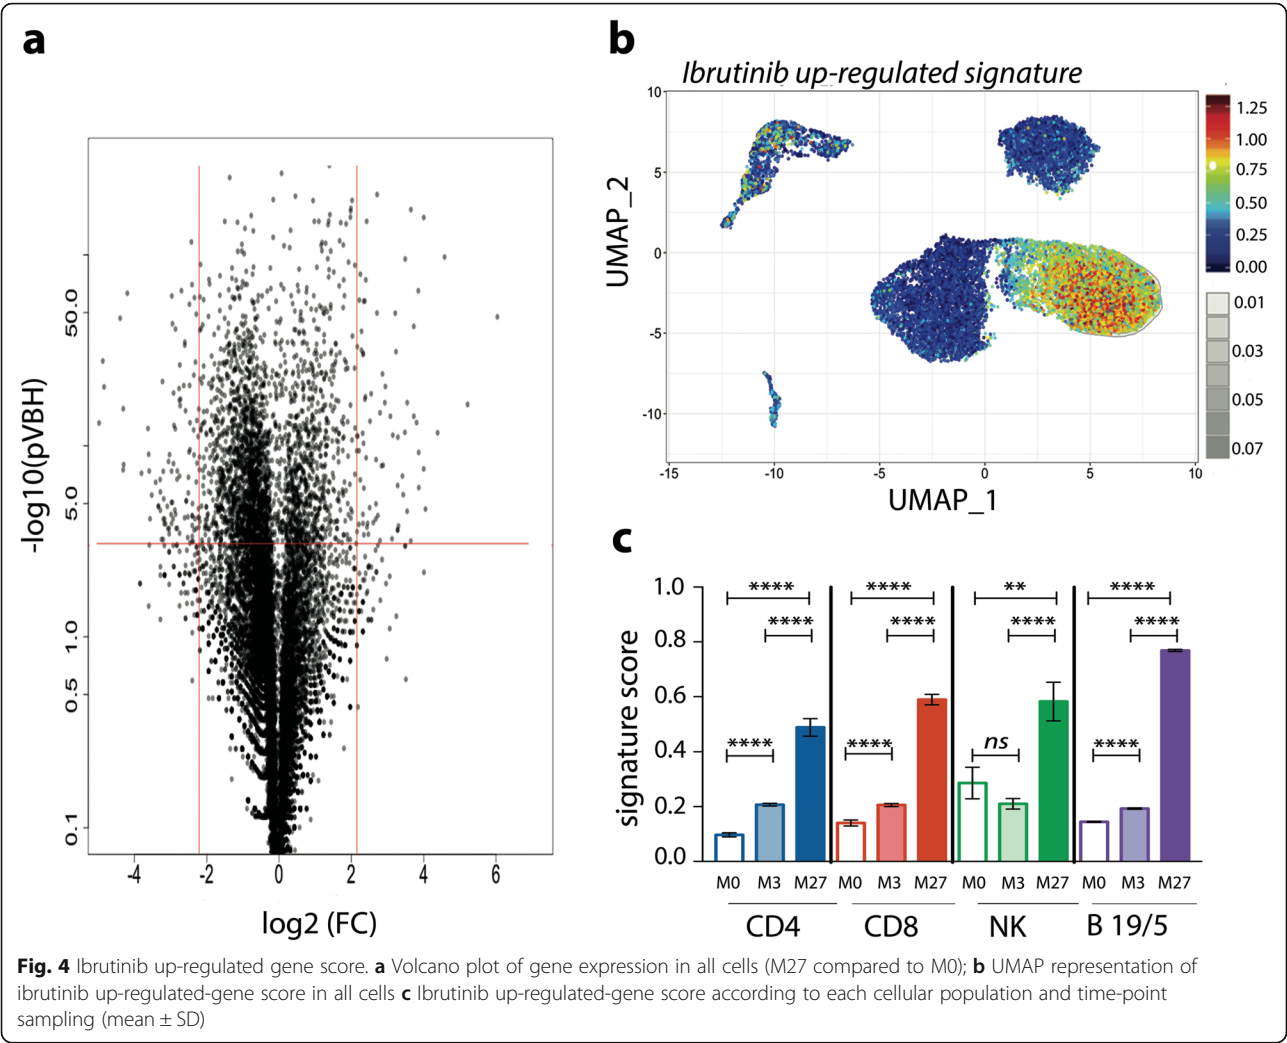 a
-log10(pVBH)
50.0
5.0
1.0
0.5
0.1
-4 -2 0 2 4 6
log2 (FC)
b
Ibrutinib up-regulated signature
UMAP_2
10
5
0
-5
-10
-15 -10 -5 0 5 10
UMAP_1
1.25
1.00
0.75
0.50
0.25
0.00
0.01
0.03
0.05
0.07
c
signature score
1.0
0.8
0.6
0.4
0.2
0.0
**** **** ** ****
**** **** **** ****
**** **** ns ****
M0 M3 M27 M0 M3 M27 M0 M3 M27 M0 M3 M27
CD4 CD8 NK B 19/5
Fig. 4 Ibrutinib up-regulated gene score. a Volcano plot of gene expression in all cells (M27 compared to M0); b UMAP representation of
ibrutinib up-regulated-gene score in all cells c Ibrutinib up-regulated-gene score according to each cellular population and time-point
sampling (mean ± SD)